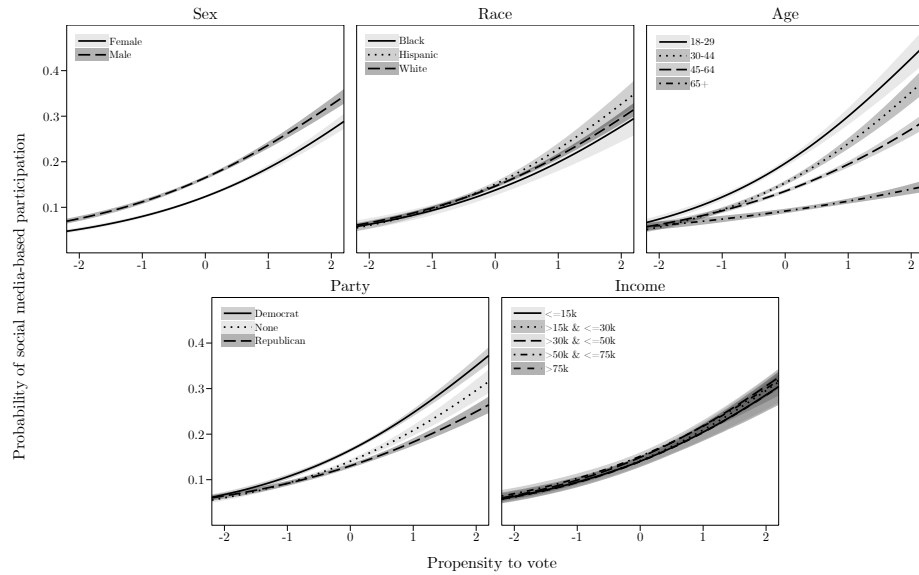 Sex
Race
Age
Female
Male
Black
Hispanic
White
18-29
30-44
45-64
65+
0.4
0.3
0.2
0.1
-2 -1 0 1 2
-2 -1 0 1 2
-2 -1 0 1 2
Probability of social media-based participation
Party
Income
Democrat
None
Republican
<=15k
>15k & <=30k
>30k & <=50k
>50k & <=75k
>75k
0.4
0.3
0.2
0.1
-2 -1 0 1 2
-2 -1 0 1 2
Propensity to vote